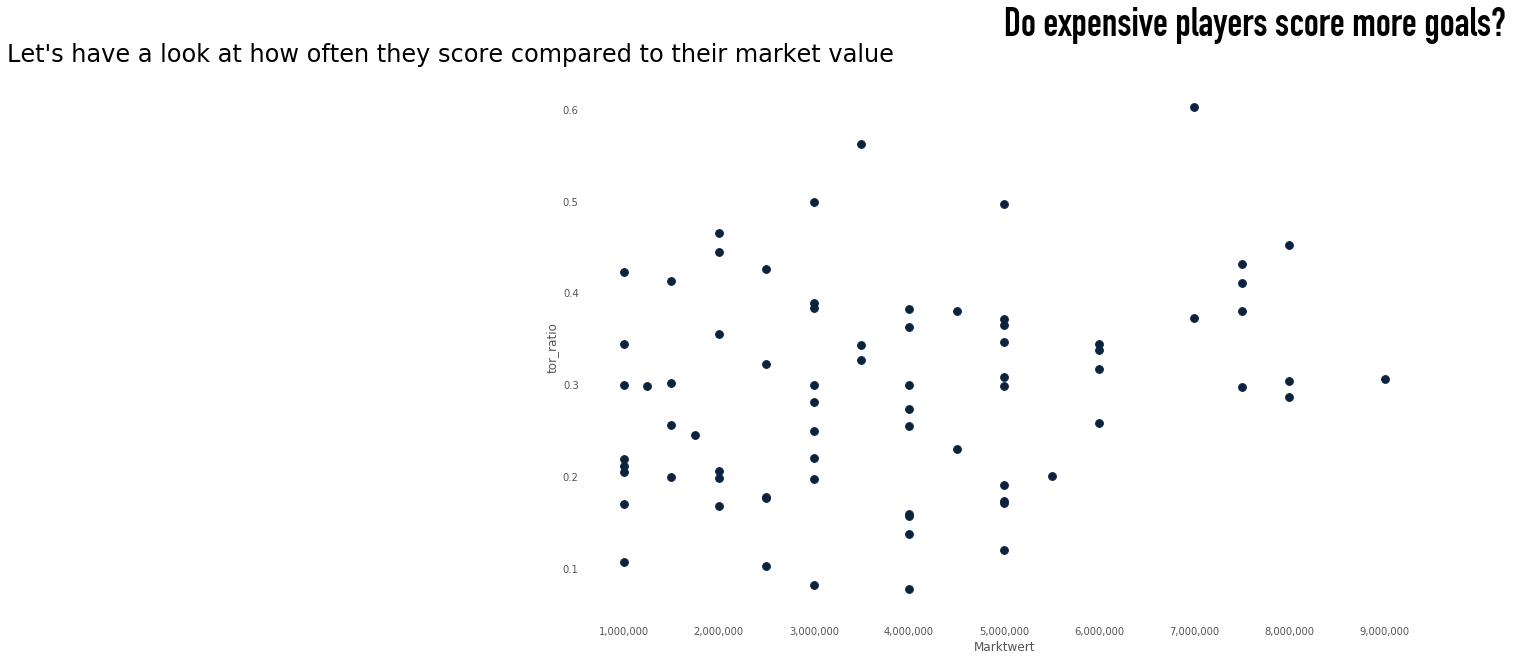 Do expensive players score more goals?
Let's have a look at how often they score compared to their market value
0.6
0.5
0.4
0.3
0.2
0.1
tor_ratio
1,000,000 2,000,000 3,000,000 4,000,000 5,000,000 6,000,000 7,000,000 8,000,000 9,000,000
Marktwert